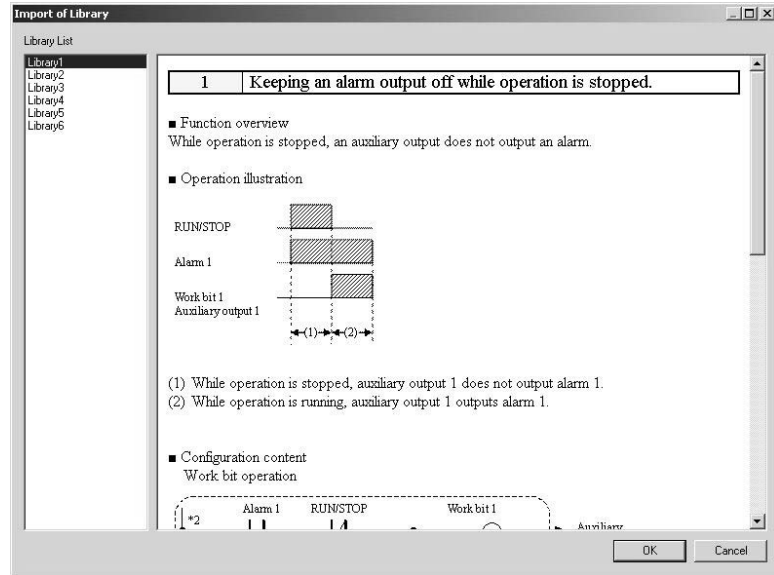 Import of Library
Library List
Library1
Library2
Library3
Library4
Library5
Library6
1 Keeping an alarm output off while operation is stopped.
■ Function overview
While operation is stopped, an auxiliary output does not output an alarm.
■ Operation illustration
RUN/STOP
Alarm 1
Work bit 1
Auxiliary output 1
(1) (2)
(1) While operation is stopped, auxiliary output 1 does not output alarm 1.
(2) While operation is running, auxiliary output 1 outputs alarm 1.
■ Configuration content
Work bit operation
*2 Alarm 1 RUN/STOP Work bit 1
Auxiliary
OK Cancel